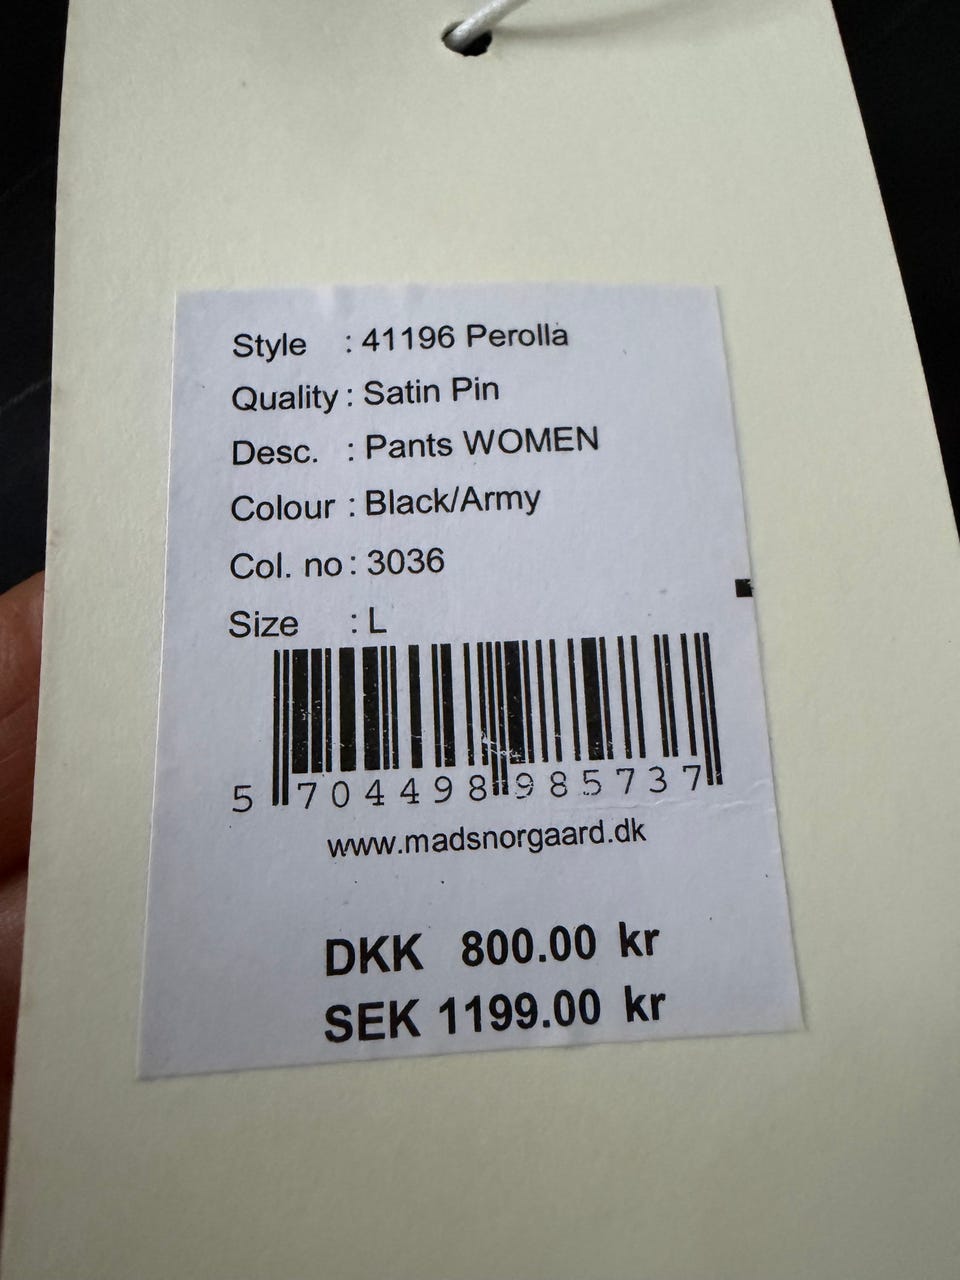 Style : 41196 Perolla
Quality : Satin Pin
Desc. : Pants WOMEN
Colour : Black/Army
Col. no : 3036
Size : L
5 704498 985737
www.madsnorgaard.dk
DKK 800.00 kr
SEK 1199.00 kr